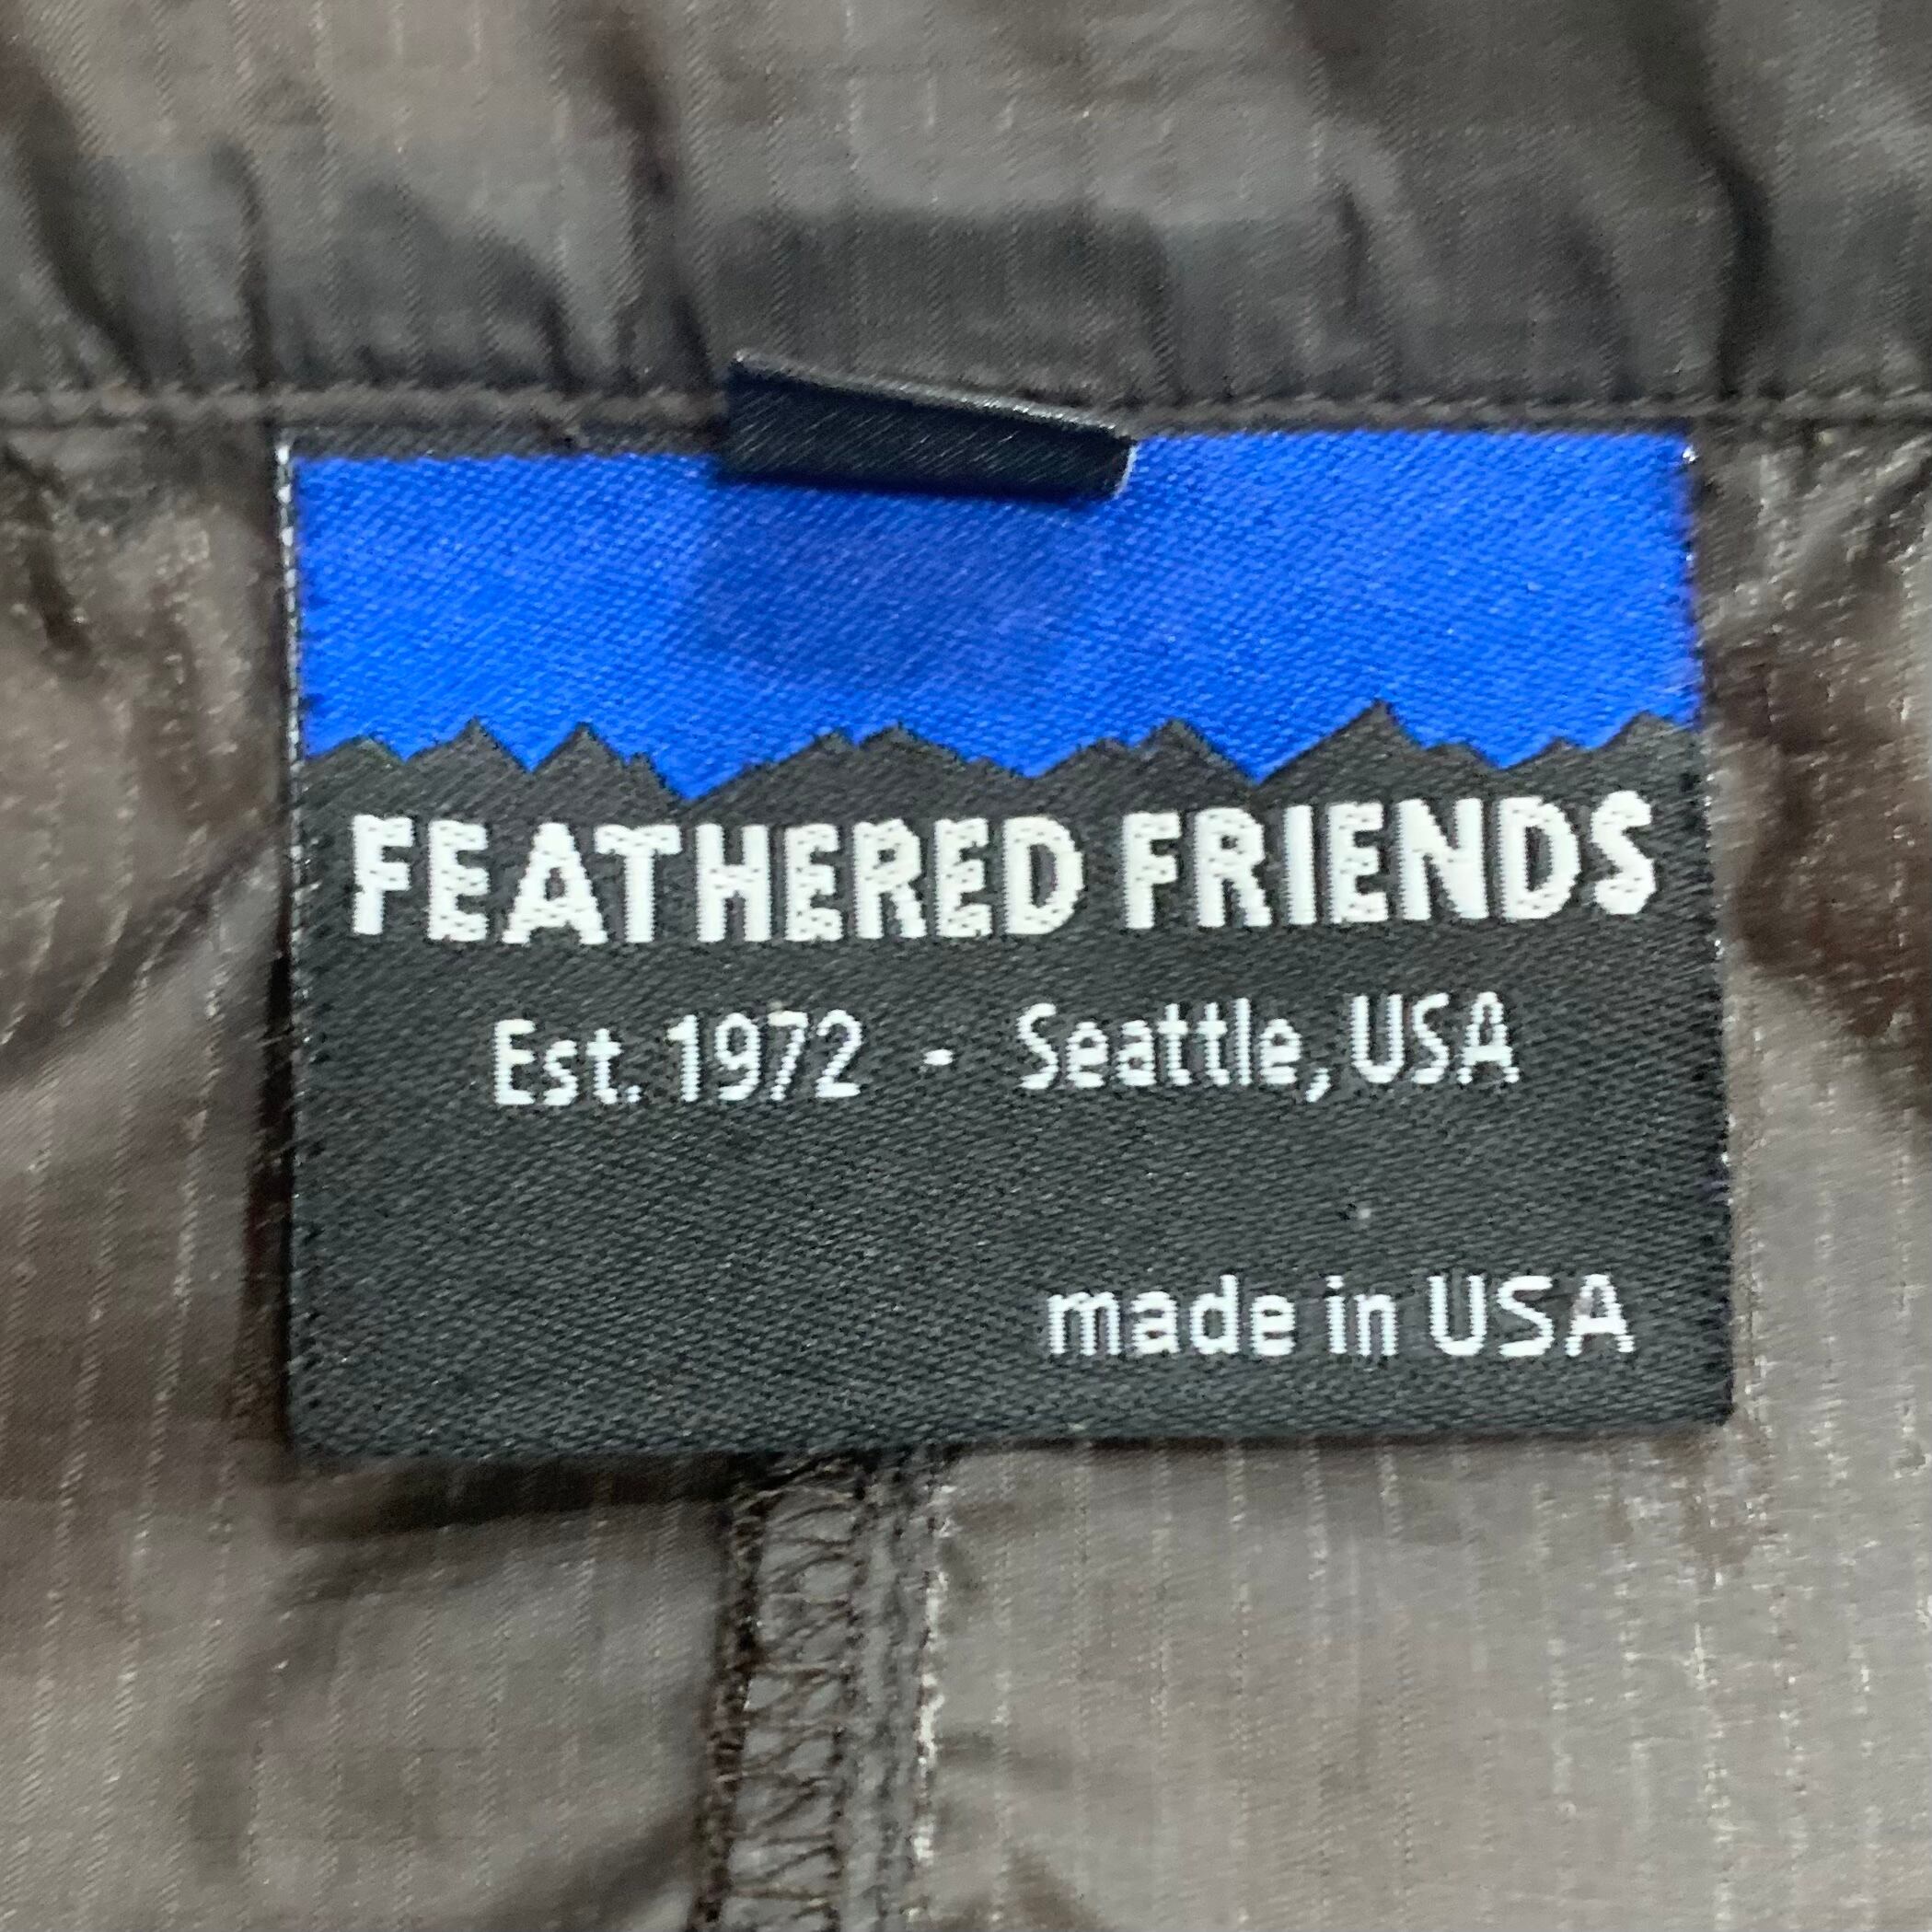 FEATHERED FRIENDS
Est. 1972 - Seattle, USA
made in USA